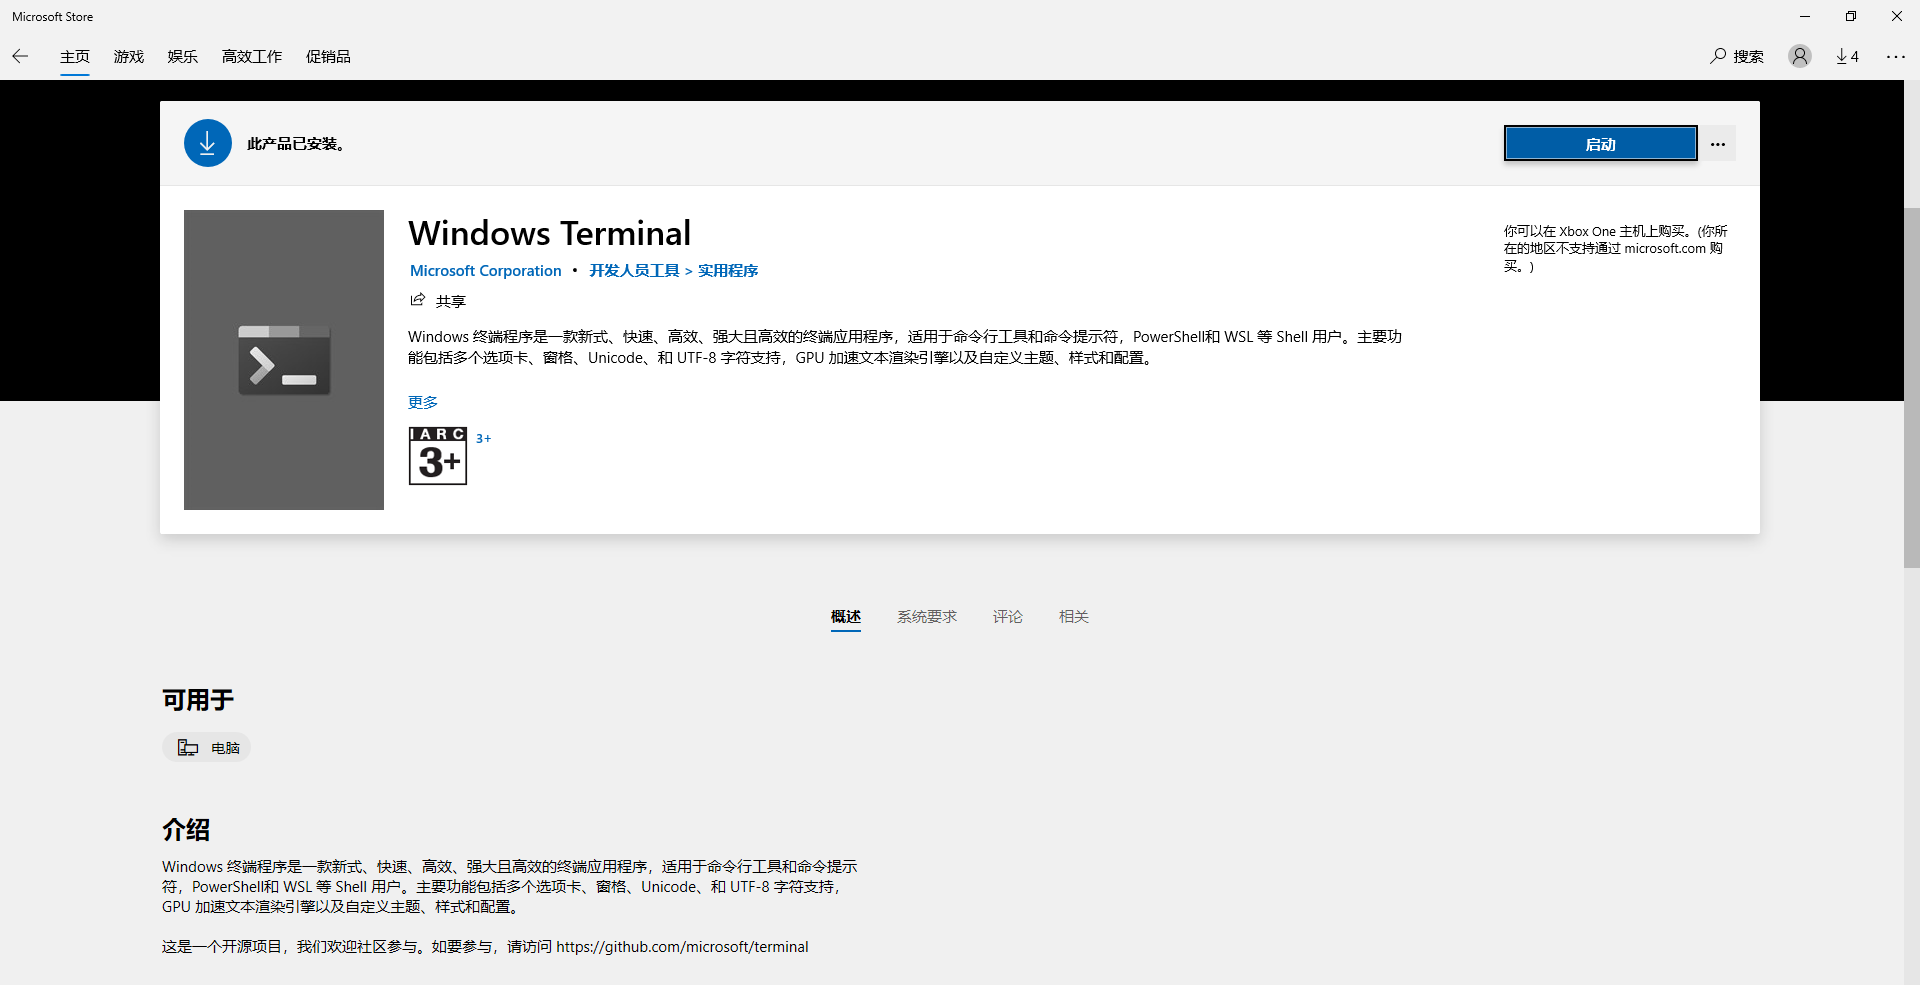 Microsoft Store
主页 游戏 娱乐 高效工作 促销品 搜索 4
此产品已安装。 启动
Windows Terminal
Microsoft Corporation • 开发人员工具 > 实用程序
共享
Windows 终端程序是一款新式、快速、高效、强大且高效的终端应用程序，适用于命令行工具和命令提示符，PowerShell和 WSL 等 Shell 用户。主要功
能包括多个选项卡、窗格、Unicode、和 UTF-8 字符支持，GPU 加速文本渲染引擎以及自定义主题、样式和配置。
更多
IARC
3+
3+
你可以在 Xbox One 主机上购买。(你所
在的地区不支持通过 microsoft.com 购
买。)
概述 系统要求 评论 相关
可用于
电脑
介绍
Windows 终端程序是一款新式、快速、高效、强大且高效的终端应用程序，适用于命令行工具和命令提示
符，PowerShell和 WSL 等 Shell 用户。主要功能包括多个选项卡、窗格、Unicode、和 UTF-8 字符支持，
GPU 加速文本渲染引擎以及自定义主题、样式和配置。
这是一个开源项目，我们欢迎社区参与。如要参与，请访问 https://github.com/microsoft/terminal